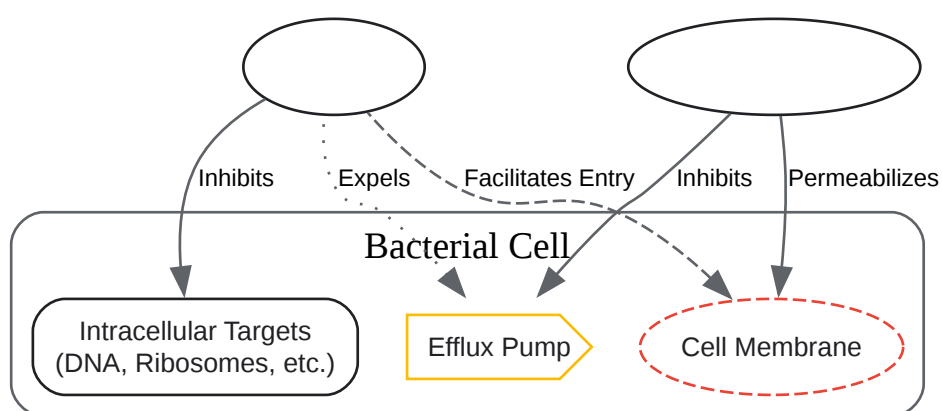 Inhibits
Expels
Facilitates Entry
Inhibits
Permeabilizes
Bacterial Cell
Intracellular Targets
(DNA, Ribosomes, etc.)
Efflux Pump
Cell Membrane